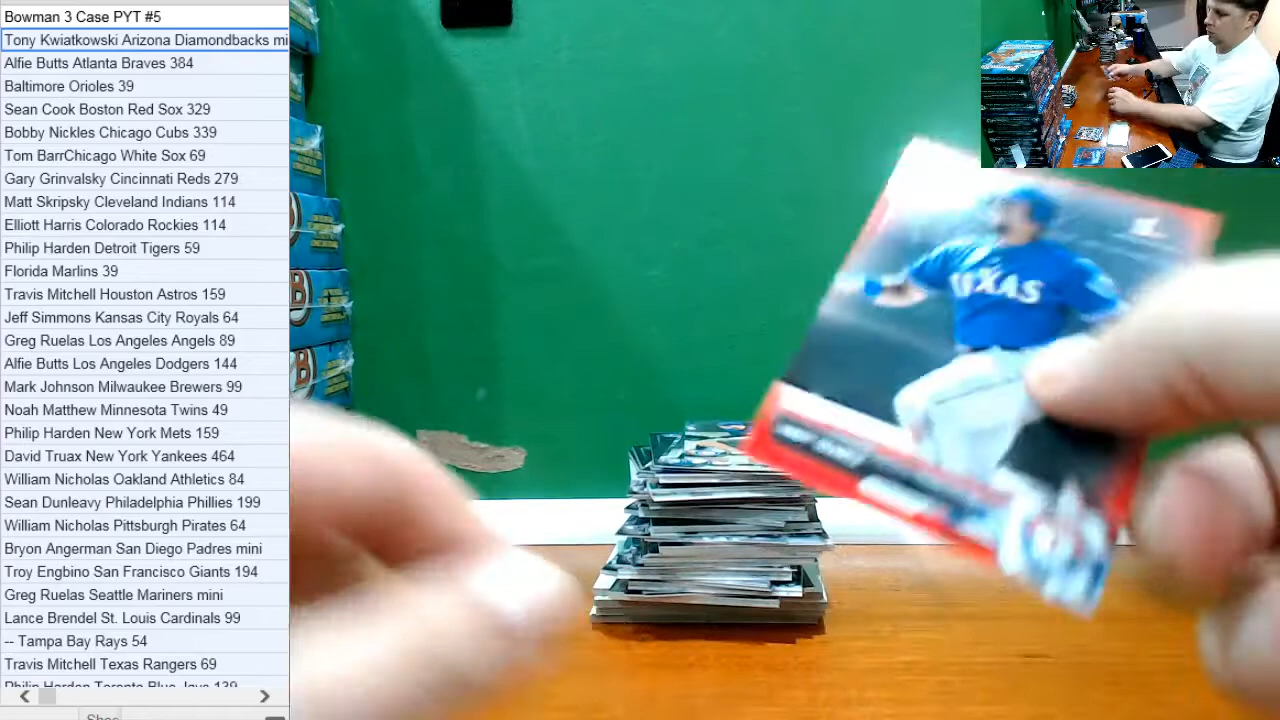 Bowman 3 Case PYT #5
Tony Kwiatkowski Arizona Diamondbacks mi
Alfie Butts Atlanta Braves 384
Baltimore Orioles 39
Sean Cook Boston Red Sox 329
Bobby Nickles Chicago Cubs 339
Tom BarrChicago White Sox 69
Gary Grinvalsky Cincinnati Reds 279
Matt Skripsky Cleveland Indians 114
Elliott Harris Colorado Rockies 114
Philip Harden Detroit Tigers 59
Florida Marlins 39
Travis Mitchell Houston Astros 159
Jeff Simmons Kansas City Royals 64
Greg Ruelas Los Angeles Angels 89
Alfie Butts Los Angeles Dodgers 144
Mark Johnson Milwaukee Brewers 99
Noah Matthew Minnesota Twins 49
Philip Harden New York Mets 159
David Truax New York Yankees 464
William Nicholas Oakland Athletics 84
Sean Dunleavy Philadelphia Phillies 199
William Nicholas Pittsburgh Pirates 64
Bryon Angerman San Diego Padres mini
Troy Engbino San Francisco Giants 194
Greg Ruelas Seattle Mariners mini
Lance Brendel St. Louis Cardinals 99
-- Tampa Bay Rays 54
Travis Mitchell Texas Rangers 69
Philip Harden Toronto Blue Jays 139
TEXAS